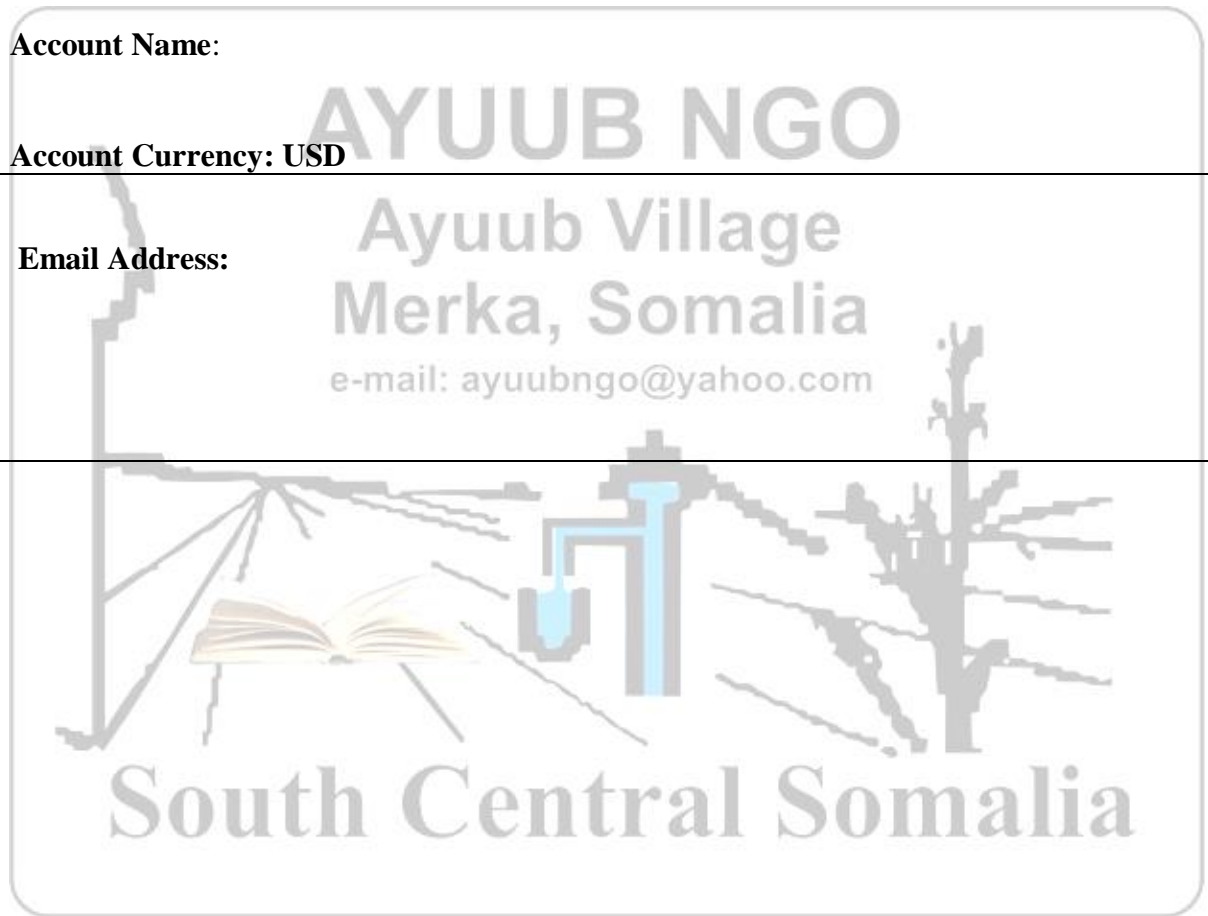 Account Name:
AYUUB NGO
Account Currency: USD
Ayuub Village
Email Address:
Merka, Somalia
e-mail: ayuubngo@yahoo.com
South Central Somalia